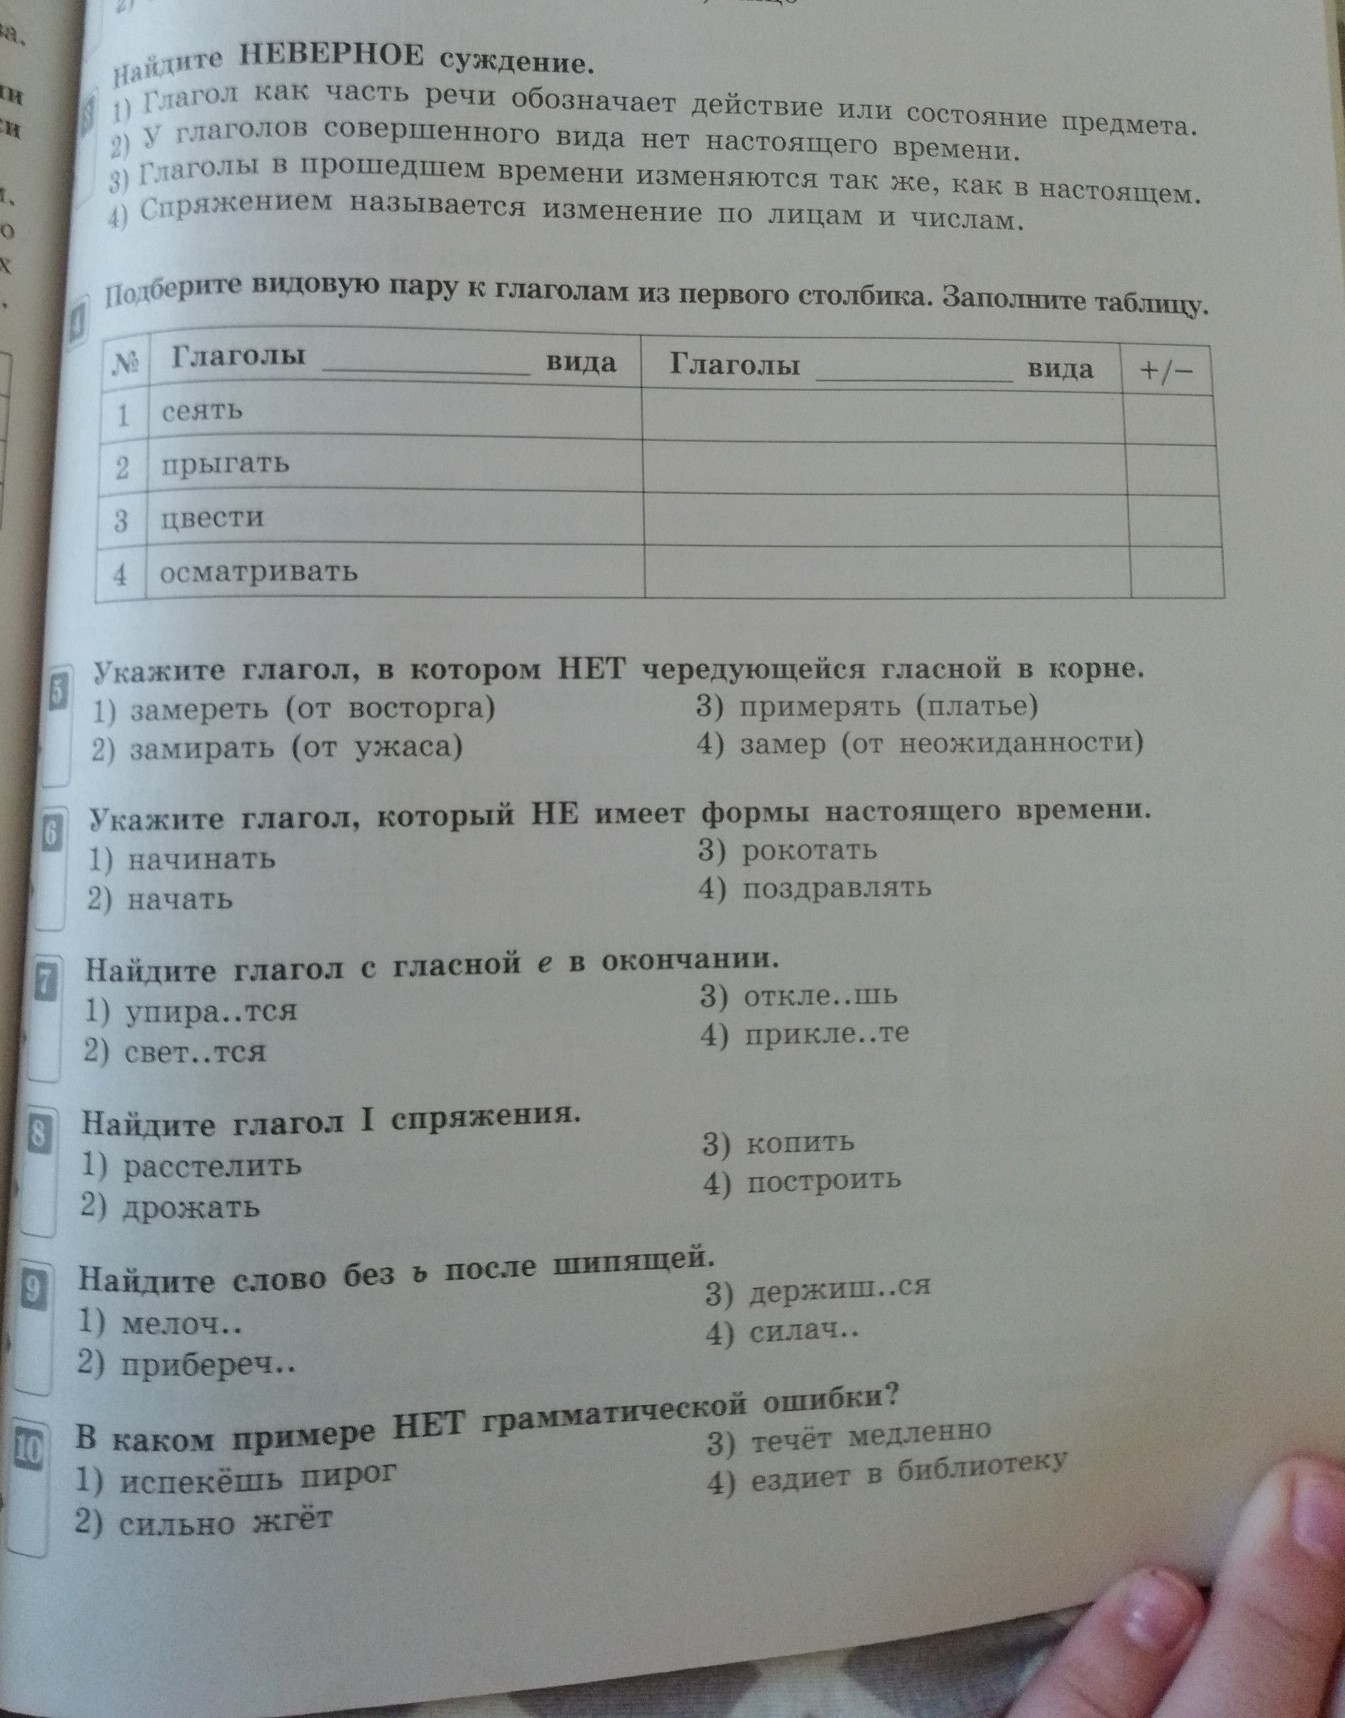 Найдите НЕВЕРНОЕ суждение.
1) Глагол как часть речи обозначает действие или состояние предмета.
2) У глаголов совершенного вида нет настоящего времени.
3) Глаголы в прошедшем времени изменяются так же, как в настоящем.
4) Спряжением называется изменение по лицам и числам.
4 Подберите видовую пару к глаголам из первого столбика. Заполните таблицу.
№ Глаголы ____________ вида Глаголы ____________ вида +/−
1 сеять
2 прыгать
3 цвести
4 осматривать
5 Укажите глагол, в котором НЕТ чередующейся гласной в корне.
1) замереть (от восторга) 3) примерять (платье)
2) замирать (от ужаса) 4) замер (от неожиданности)
6 Укажите глагол, который НЕ имеет формы настоящего времени.
1) начинать 3) рокотать
2) начать 4) поздравлять
7 Найдите глагол с гласной е в окончании.
1) упира..тся 3) откле..шь
2) свет..тся 4) прикле..те
8 Найдите глагол I спряжения.
1) расстелить 3) копить
2) дрожать 4) построить
9 Найдите слово без ь после шипящей.
1) мелоч.. 3) держиш..ся
2) прибереч.. 4) силач..
10 В каком примере НЕТ грамматической ошибки?
1) испекёшь пирог 3) течёт медленно
2) сильно жгёт 4) ездиет в библиотеку